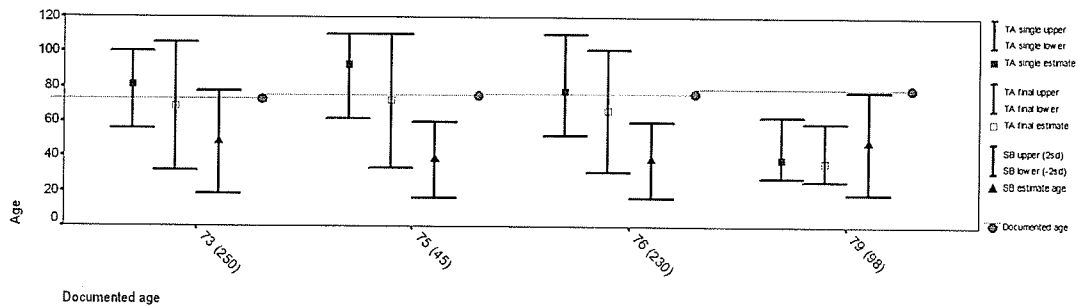 120
100
80
60
40
20
0
Age
73 (250)
75 (45)
76 (230)
79 (98)
Documented age
TA single upper
TA single lower
TA single estimate
TA final upper
TA final lower
TA final estimate
SB upper (2sd)
SB lower (-2sd)
SB estimate age
Documented age